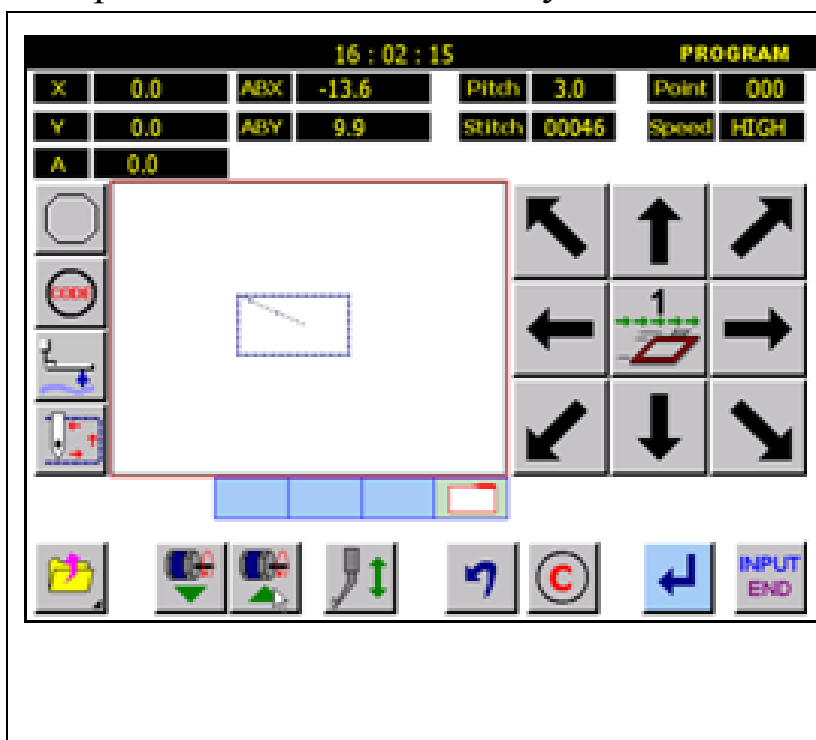 16 : 02 : 15 PROGRAM
X 0.0 ABX -13.6 Pitch 3.0 Point 000
Y 0.0 ABY 9.9 Stitch 00046 Speed HIGH
A 0.0
CODE
1
C
INPUT
END